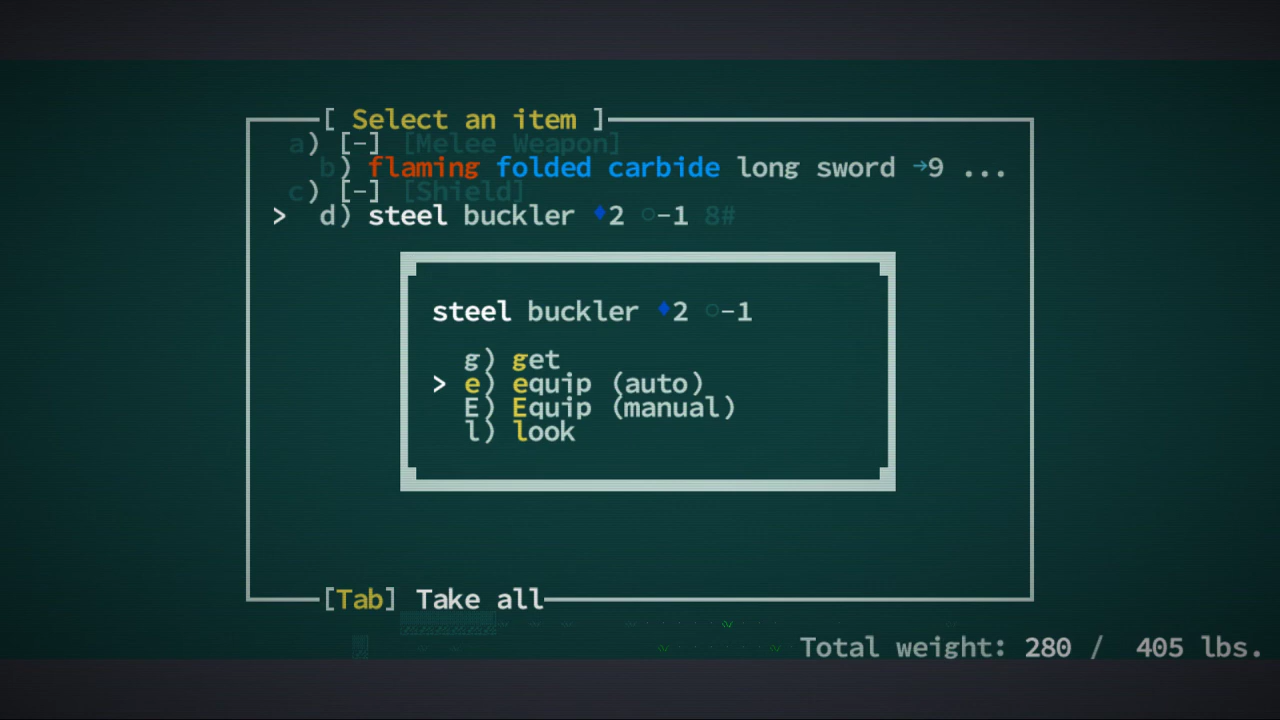 [ Select an item ]
a) [-] [Melee Weapon]
b) flaming folded carbide long sword →9 ...
c) [-] [Shield]
> d) steel buckler ♦2 ○-1 8#
steel buckler ♦2 ○-1
g) get
> e) equip (auto)
E) Equip (manual)
l) look
[Tab] Take all
Total weight: 280 / 405 lbs.